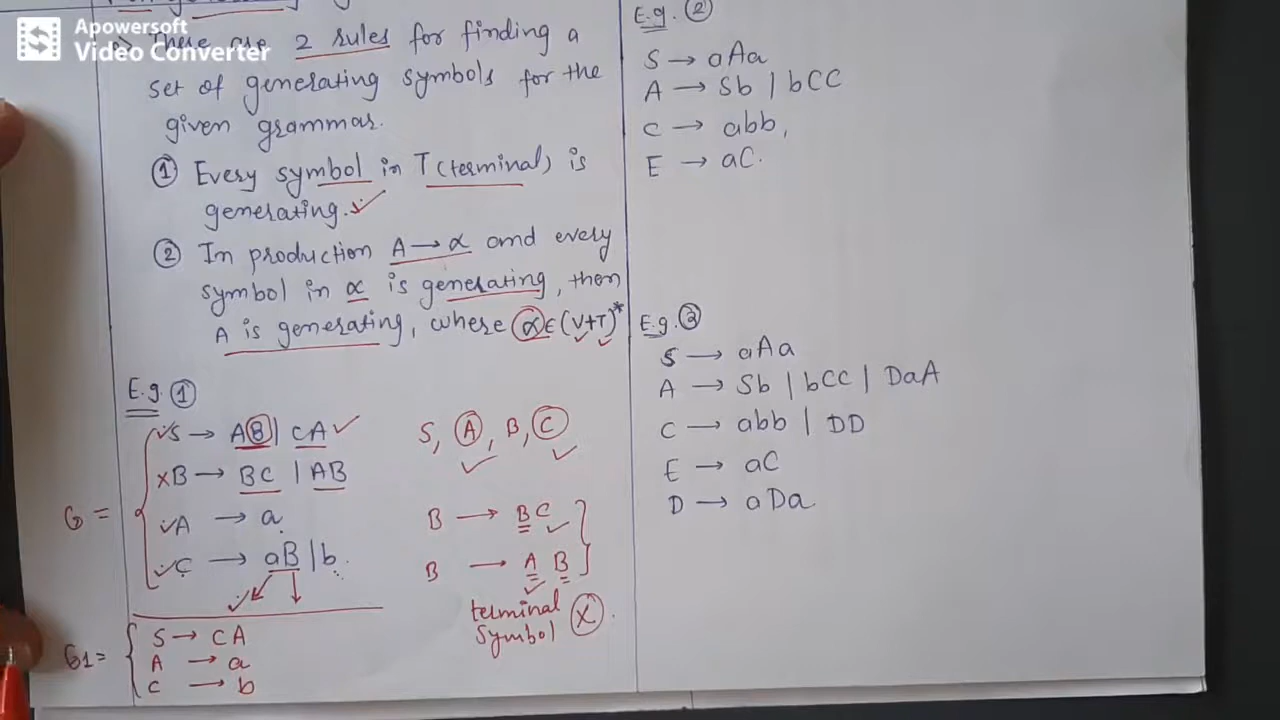 Apowersoft
Video Converter
There are 2 rules for finding a
set of generating symbols for the
given grammar.
① Every symbol in T (terminal) is
generating. ✓
② In production A → α and every
symbol in α is generating, then
A is generating, where α ∈ (V+T)*
E.g. ①
G =
✓S → AB | CA ✓
×B → BC | AB
✓A → a
✓C → aB | b.
S, A, B, C
B → BC
B → A B
terminal
symbol X.
G1 =
S → CA
A → a
C → b
E.g. ②
S → aAa
A → Sb | bCC
C → abb,
E → aC.
E.g. ③
S → aAa
A → Sb | bCC | DaA
C → abb | DD
E → aC
D → aDa